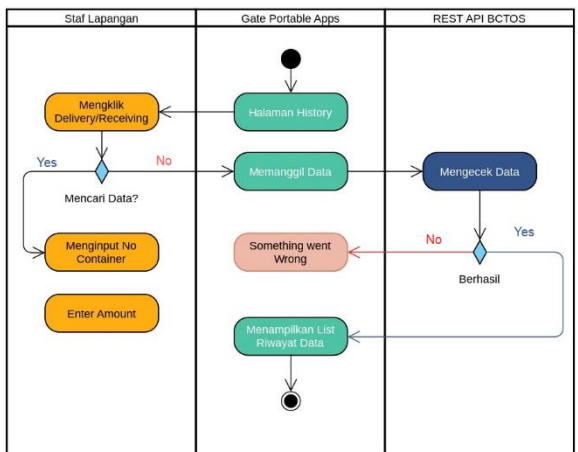 Staf Lapangan
Gate Portable Apps
REST API BCTOS
Mengklik
Delivery/Receiving
Halaman History
Yes
No
Mencari Data?
Memanggil Data
Mengecek Data
Menginput No
Container
Something went
Wrong
No
Yes
Berhasil
Enter Amount
Menampilkan List
Riwayat Data